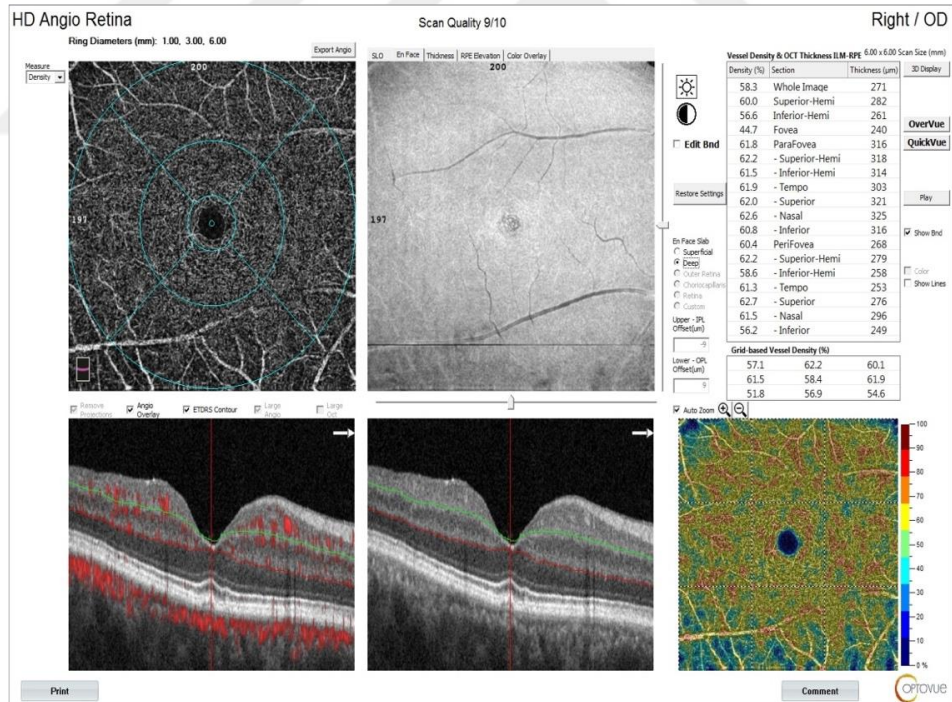 HD Angio Retina
Scan Quality 9/10
Right / OD
Ring Diameters (mm): 1.00, 3.00, 6.00
Export Angio
Measure
Density
200
197
SLO En Face Thickness RPE Elevation Color Overlay
200
197
Edit Bnd
Restore Settings
En Face Slab
Superficial
Deep
Outer Retina
Choriocapillaris
Retina
Custom
Upper - IPL
Offset(um)
-9
Lower - OPL
Offset(um)
9
Vessel Density & OCT Thickness ILM-RPE 6.00 x 6.00 Scan Size (mm)
Density (%) Section Thickness (µm)
58.3 Whole Image 271
60.0 Superior-Hemi 282
56.6 Inferior-Hemi 261
44.7 Fovea 240
61.8 ParaFovea 316
62.2 - Superior-Hemi 318
61.5 - Inferior-Hemi 314
61.9 - Tempo 303
62.0 - Superior 321
62.6 - Nasal 325
60.8 - Inferior 316
60.4 PeriFovea 268
62.2 - Superior-Hemi 279
58.6 - Inferior-Hemi 258
61.3 - Tempo 253
62.7 - Superior 276
61.5 - Nasal 296
56.2 - Inferior 249
Grid-based Vessel Density (%)
57.1 62.2 60.1
61.5 58.4 61.9
51.8 56.9 54.6
3D Display
OverVue
QuickVue
Play
Show Bnd
Color
Show Lines
Remove
Projections
Angio
Overlay
ETDRS Contour
Large
Angio
Large
Oct
Auto Zoom
100
90
80
70
60
50
40
30
20
10
0 %
Print
Comment
OPTOVUE